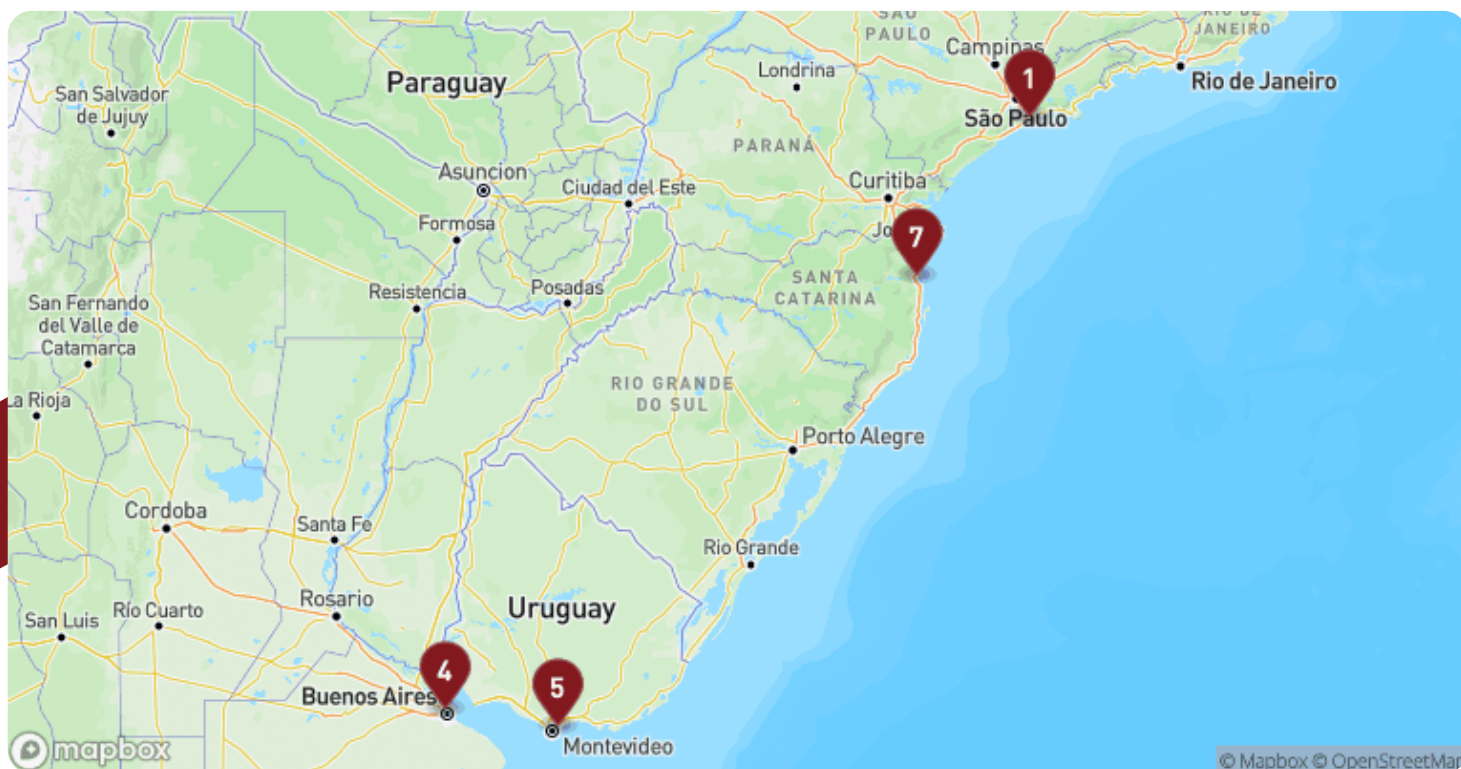 SÃO
PAULO
RIO DE
JANEIRO
Campinas
Londrina
Rio de Janeiro
1
São Paulo
Paraguay
San Salvador
de Jujuy
PARANÁ
Asuncion
Ciudad del Este
Curitiba
Formosa
7
SANTA
CATARINA
Resistencia
Posadas
San Fernando
del Valle de
Catamarca
La Rioja
RIO GRANDE
DO SUL
Porto Alegre
Cordoba
Santa Fe
Rio Grande
Rosario
Uruguay
San Luis
Río Cuarto
4
5
Buenos Aires
Montevideo
mapbox
© Mapbox © OpenStreetMap